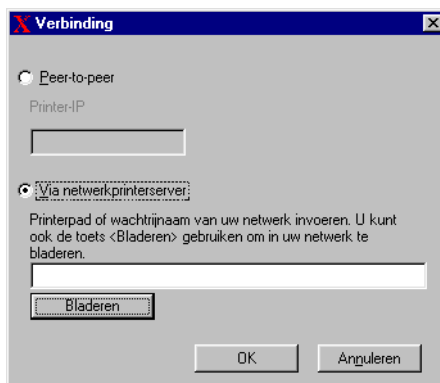 Verbinding
Peer-to-peer
Printer-IP
Via netwerkprinterserver
Printerpad of wachtrijnaam van uw netwerk invoeren. U kunt
ook de toets <Bladeren> gebruiken om in uw netwerk te
bladeren.
Bladeren
OK
Annuleren